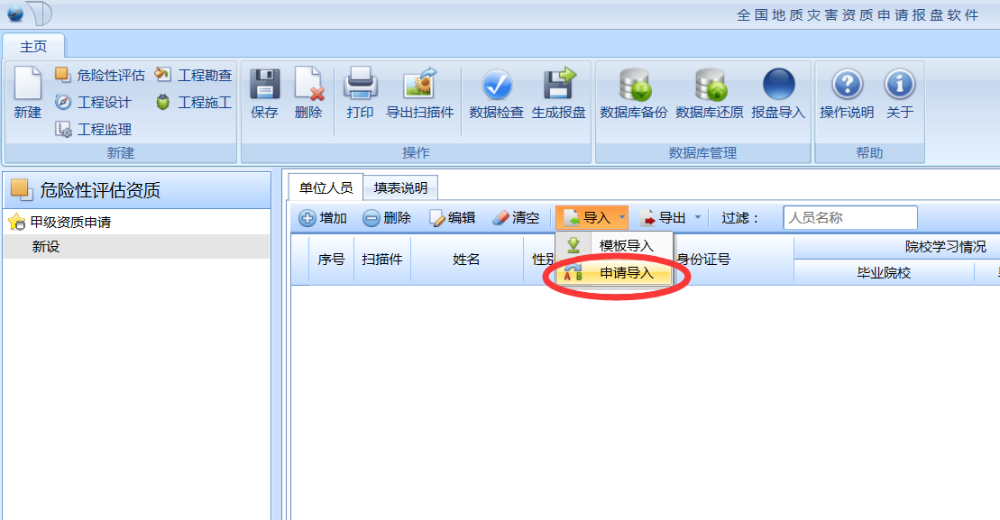 全国地质灾害资质申请报盘软件
主页
新建 危险性评估 工程勘查 工程设计 工程施工 工程监理
保存 删除 打印 导出扫描件 数据检查 生成报盘
数据库备份 数据库还原 报盘导入
操作说明 关于
新建 操作 数据库管理 帮助
危险性评估资质
甲级资质申请
新设
单位人员 填表说明
增加 删除 编辑 清空 导入 导出 过滤： 人员名称
模板导入
申请导入
序号 扫描件 姓名 身份证号 院校学习情况
毕业院校